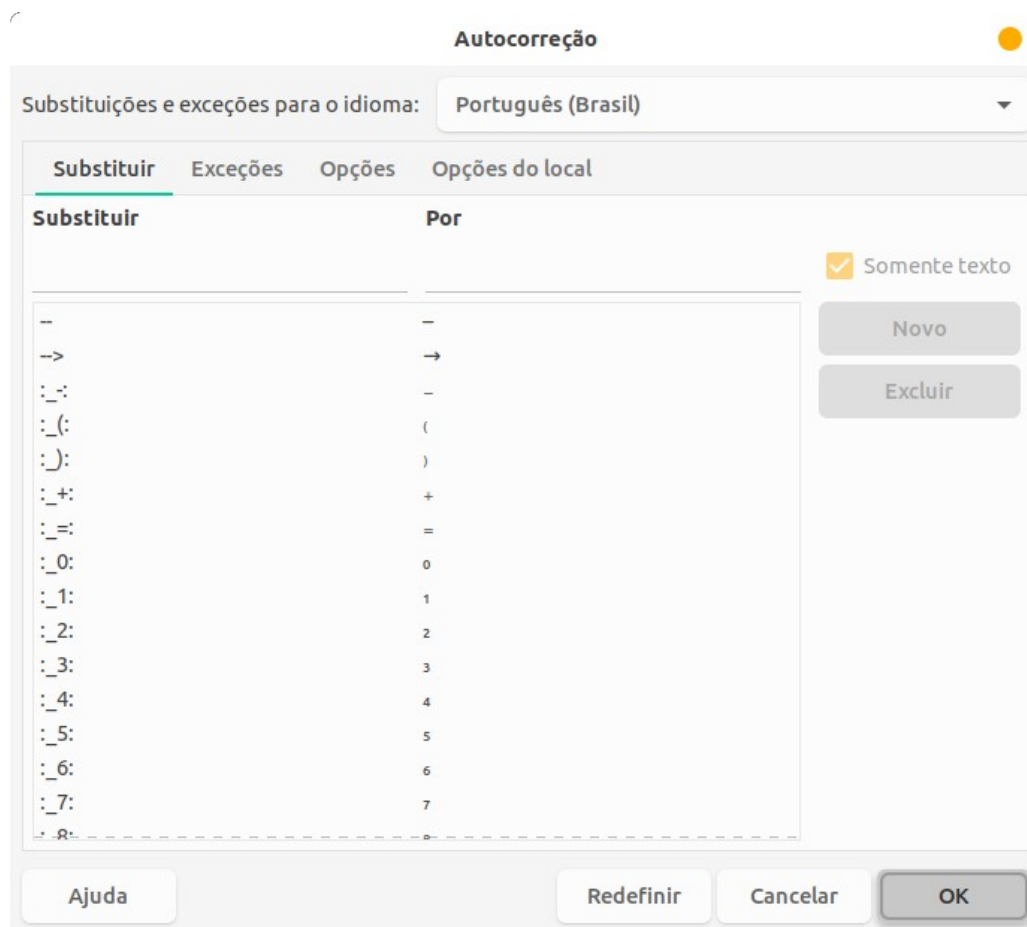 Autocorreção
Substituições e exceções para o idioma: Português (Brasil)
Substituir Exceções Opções Opções do local
Substituir Por
Somente texto
Novo
Excluir
-- –
--> →
:_-: ₋
:_(: ₍
:_): ₎
:_+: ₊
:_=: ₌
:_0: ₀
:_1: ₁
:_2: ₂
:_3: ₃
:_4: ₄
:_5: ₅
:_6: ₆
:_7: ₇
:_8: ₈
Ajuda Redefinir Cancelar OK